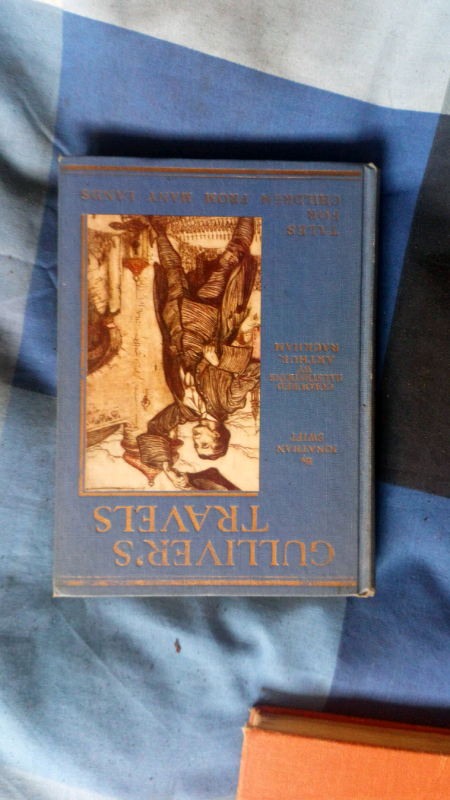 GULLIVER'S
TRAVELS
By
JONATHAN
SWIFT
COLOURED
ILLUSTRATIONS
BY
ARTHUR
RACKHAM
TALES
FOR
CHILDREN FROM MANY LANDS